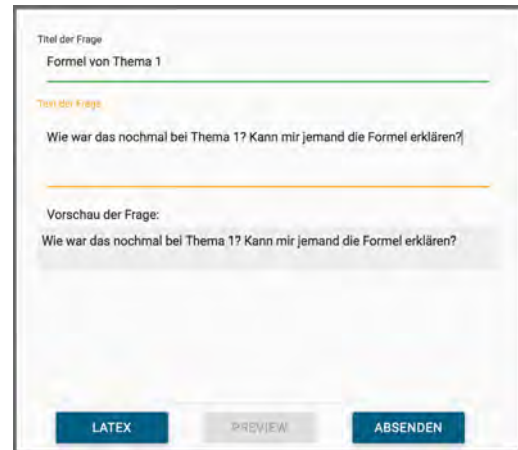 Titel der Frage
Formel von Thema 1
Text der Frage
Wie war das nochmal bei Thema 1? Kann mir jemand die Formel erklären?
Vorschau der Frage:
Wie war das nochmal bei Thema 1? Kann mir jemand die Formel erklären?
LATEX PREVIEW ABSENDEN